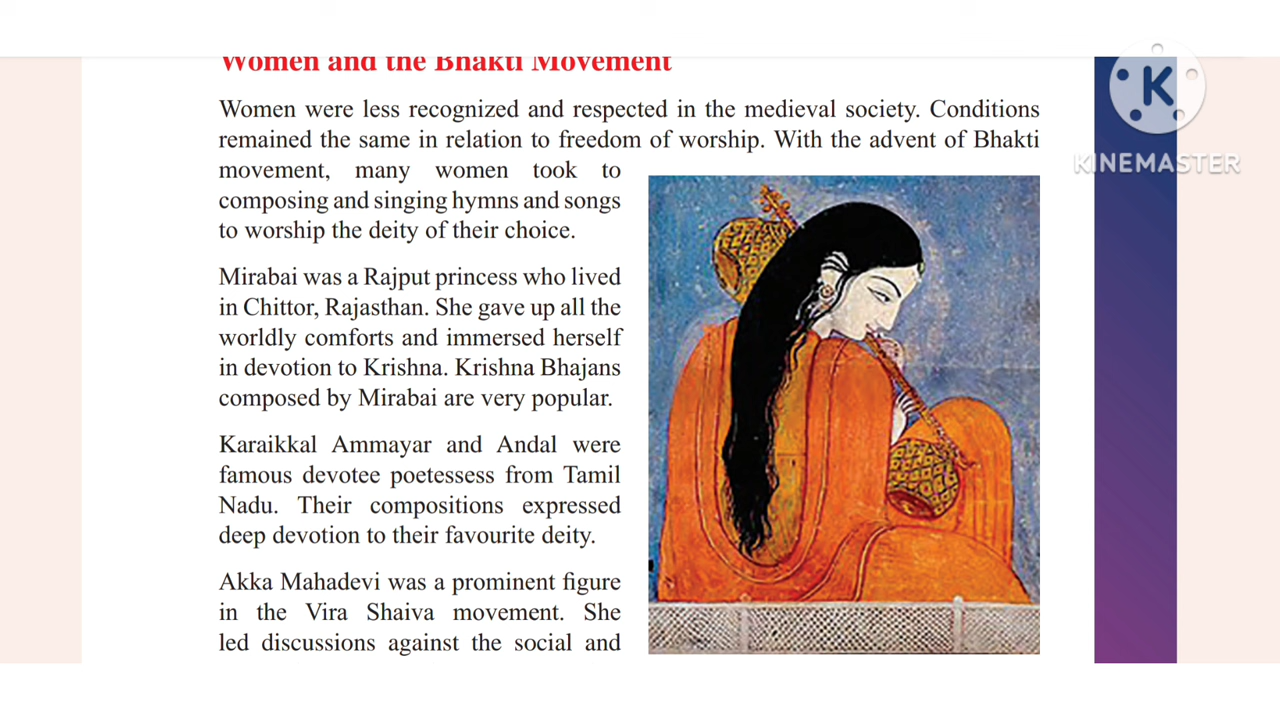 Women and the Bhakti Movement
Women were less recognized and respected in the medieval society. Conditions
remained the same in relation to freedom of worship. With the advent of Bhakti
movement, many women took to
composing and singing hymns and songs
to worship the deity of their choice.
Mirabai was a Rajput princess who lived
in Chittor, Rajasthan. She gave up all the
worldly comforts and immersed herself
in devotion to Krishna. Krishna Bhajans
composed by Mirabai are very popular.
Karaikkal Ammayar and Andal were
famous devotee poetessess from Tamil
Nadu. Their compositions expressed
deep devotion to their favourite deity.
Akka Mahadevi was a prominent figure
in the Vira Shaiva movement. She
led discussions against the social and
K
KINEMASTER